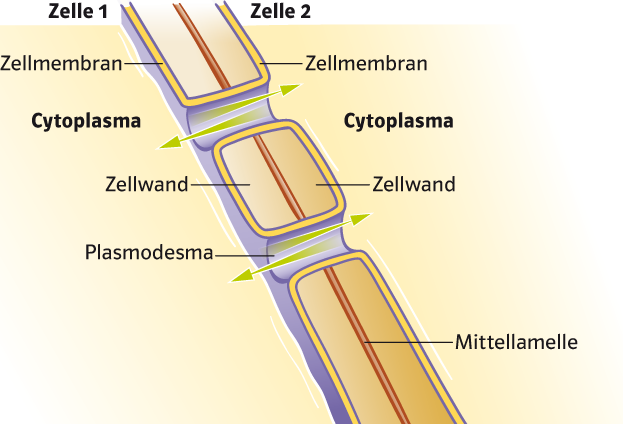 Zelle 1
Zelle 2
Zellmembran
Zellmembran
Cytoplasma
Cytoplasma
Zellwand
Zellwand
Plasmodesma
Mittellamelle